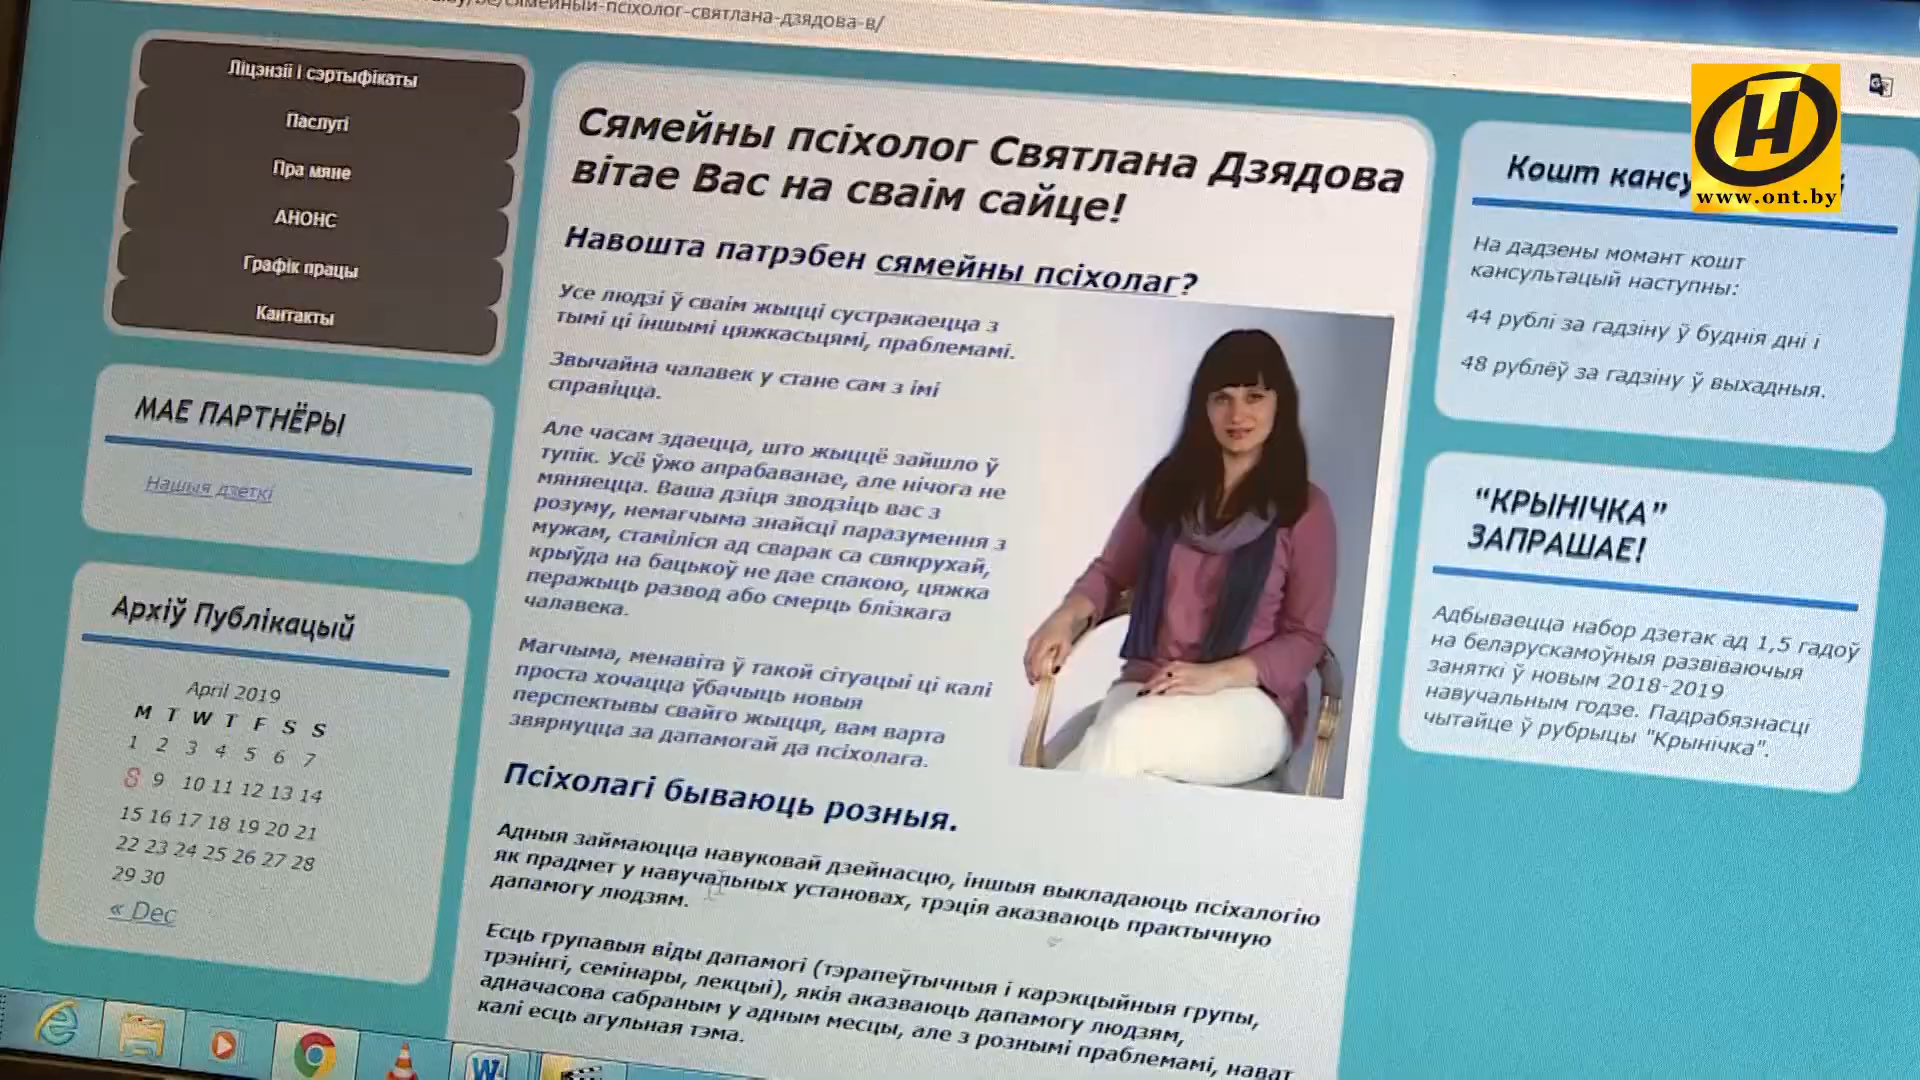 сямейны-псіхолог-святлана-дзядова-в/
Ліцэнзіі і сэртыфікаты
Паслугі
Пра мяне
АНОНС
Графік працы
Кантакты
МАЕ ПАРТНЁРЫ
Нашыя дзеткі
Архіў Публікацый
April 2019
M T W T F S S
1 2 3 4 5 6 7
8 9 10 11 12 13 14
15 16 17 18 19 20 21
22 23 24 25 26 27 28
29 30
« Dec
Сямейны псіхолог Святлана Дзядова
вітае Вас на сваім сайце!
Навошта патрэбен сямейны псіхолаг?
Усе людзі ў сваім жыцці сустракаецца з
тымі ці іншымі цяжкасьцямі, праблемамі.
Звычайна чалавек у стане сам з імі
справіцца.
Але часам здаецца, што жыццё зайшло ў
тупік. Усё ўжо апрабаванае, але нічога не
мяняецца. Ваша дзіця зводзіць вас з
розуму, немагчыма знайсці паразумення з
мужам, стаміліся ад сварак са свякрухай,
крыўда на бацькоў не дае спакою, цяжка
перажыць развод або смерць блізкага
чалавека.
Магчыма, менавіта ў такой сітуацыі ці калі
проста хочацца ўбачыць новыя
перспектывы свайго жыцця, вам варта
звярнуцца за дапамогай да псіхолага.
Псіхолагі бываюць розныя.
Адныя займаюцца навуковай дзейнасцю, іншыя выкладаюць псіхалогію
як прадмет у навучальных установах, трэція аказваюць практычную
дапамогу людзям.
Есць групавыя віды дапамогі (тэрапеўтычныя і карэкцыйныя групы,
трэнінгі, семінары, лекцыі), якія аказваюць дапамогу людзям,
адначасова сабраным у адным месцы, але з рознымі праблемамі, нават
калі есць агульная тэма.
Кошт
На дадзены момант кошт
кансультацый наступны:
44 рублі за гадзіну ў буднія дні і
48 рублёў за гадзіну ў выхадныя.
“КРЫНІЧКА”
ЗАПРАШАЕ!
Адбываецца набор дзетак ад 1,5 гадоў
на беларускамоўныя развіваючыя
заняткі ў новым 2018-2019
навучальным годзе. Падрабязнасці
чытайце ў рубрыцы "Крынічка".
www.ont.by